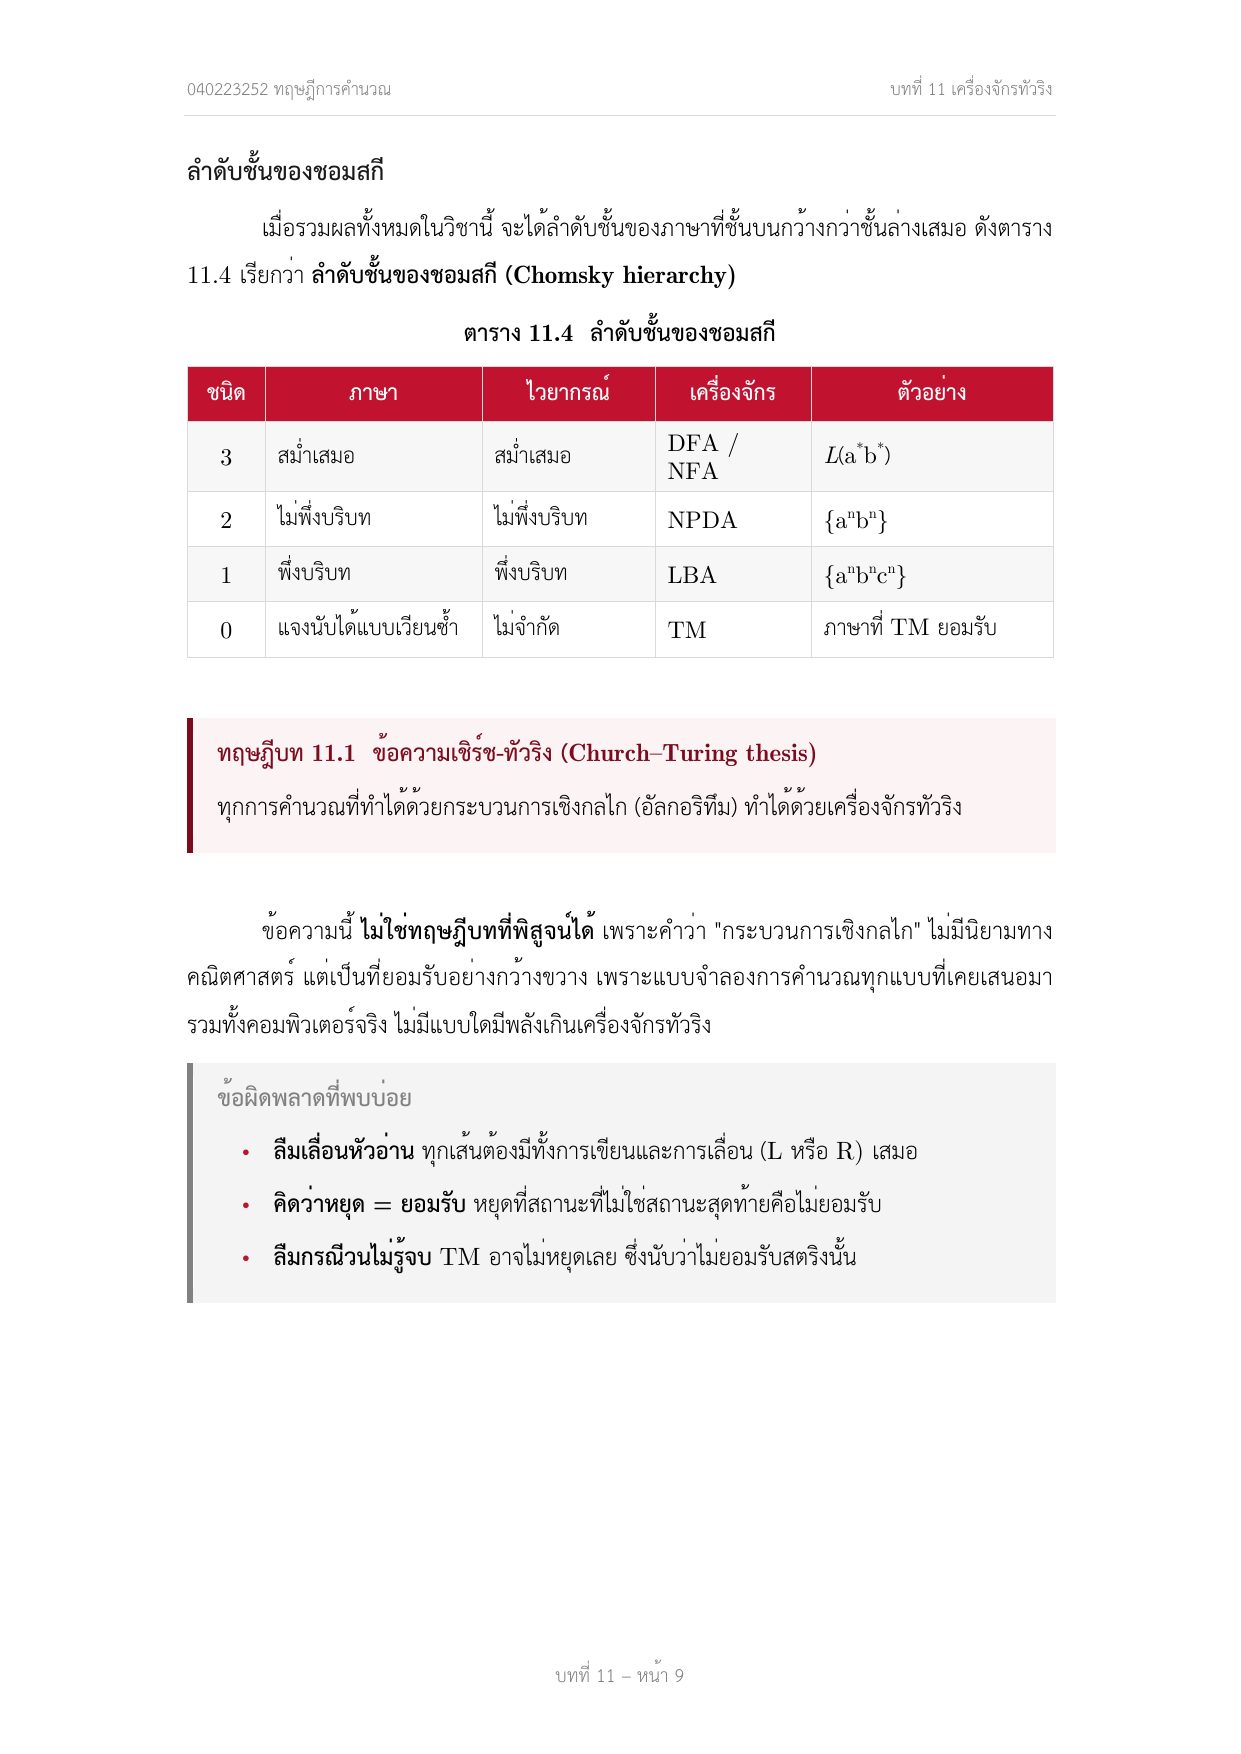 040223252 ทฤษฎีการคำนวณ
บทที่ 11 เครื่องจักรทัวริง
ลำดับชั้นของชอมสกี
เมื่อรวมผลทั้งหมดในวิชานี้ จะได้ลำดับชั้นของภาษาที่ชั้นบนกว้างกว่าชั้นล่างเสมอ ดังตาราง
11.4 เรียกว่า ลำดับชั้นของชอมสกี (Chomsky hierarchy)
ตาราง 11.4 ลำดับชั้นของชอมสกี
ชนิด ภาษา ไวยากรณ์ เครื่องจักร ตัวอย่าง
3 สม่ำเสมอ สม่ำเสมอ DFA / NFA L(a*b*)
2 ไม่พึ่งบริบท ไม่พึ่งบริบท NPDA {aⁿbⁿ}
1 พึ่งบริบท พึ่งบริบท LBA {aⁿbⁿcⁿ}
0 แจงนับได้แบบเวียนซ้ำ ไม่จำกัด TM ภาษาที่ TM ยอมรับ
ทฤษฎีบท 11.1 ข้อความเชิร์ช-ทัวริง (Church–Turing thesis)
ทุกการคำนวณที่ทำได้ด้วยกระบวนการเชิงกลไก (อัลกอริทึม) ทำได้ด้วยเครื่องจักรทัวริง
ข้อความนี้ ไม่ใช่ทฤษฎีบทที่พิสูจน์ได้ เพราะคำว่า "กระบวนการเชิงกลไก" ไม่มีนิยามทาง
คณิตศาสตร์ แต่เป็นที่ยอมรับอย่างกว้างขวาง เพราะแบบจำลองการคำนวณทุกแบบที่เคยเสนอมา
รวมทั้งคอมพิวเตอร์จริง ไม่มีแบบใดมีพลังเกินเครื่องจักรทัวริง
ข้อผิดพลาดที่พบบ่อย
• ลืมเลื่อนหัวอ่าน ทุกเส้นต้องมีทั้งการเขียนและการเลื่อน (L หรือ R) เสมอ
• คิดว่าหยุด = ยอมรับ หยุดที่สถานะที่ไม่ใช่สถานะสุดท้ายคือไม่ยอมรับ
• ลืมกรณีวนไม่รู้จบ TM อาจไม่หยุดเลย ซึ่งนับว่าไม่ยอมรับสตริงนั้น
บทที่ 11 – หน้า 9